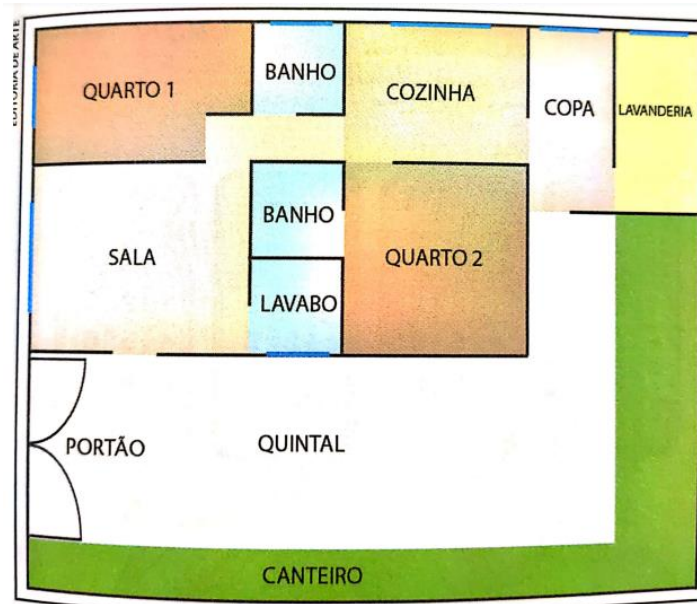 EDITORIA DE ARTE
QUARTO 1
BANHO
COZINHA
COPA
LAVANDERIA
SALA
BANHO
LAVABO
QUARTO 2
PORTÃO
QUINTAL
CANTEIRO